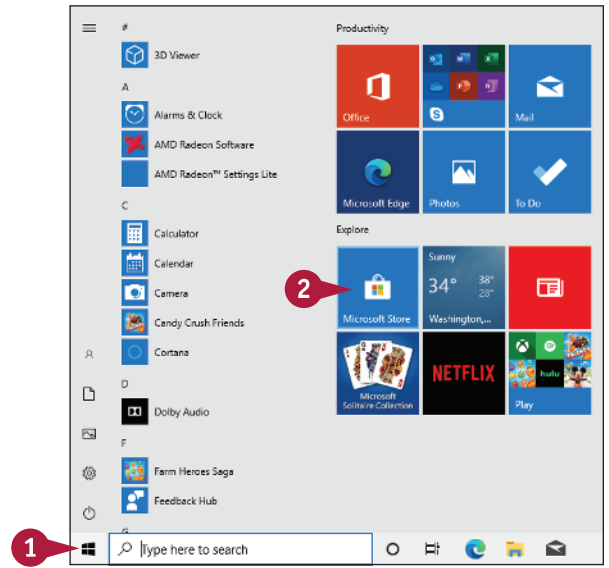 #
3D Viewer
A
Alarms & Clock
AMD Radeon Software
AMD Radeon™ Settings Lite
C
Calculator
Calendar
Camera
Candy Crush Friends
Cortana
D
Dolby Audio
F
Farm Heroes Saga
Feedback Hub
G
Productivity
Office
Mail
Microsoft Edge
Photos
To Do
Explore
Microsoft Store
Sunny
34°
38°
28°
Washington,...
Microsoft
Solitaire Collection
NETFLIX
hulu
Play
2
1
Type here to search